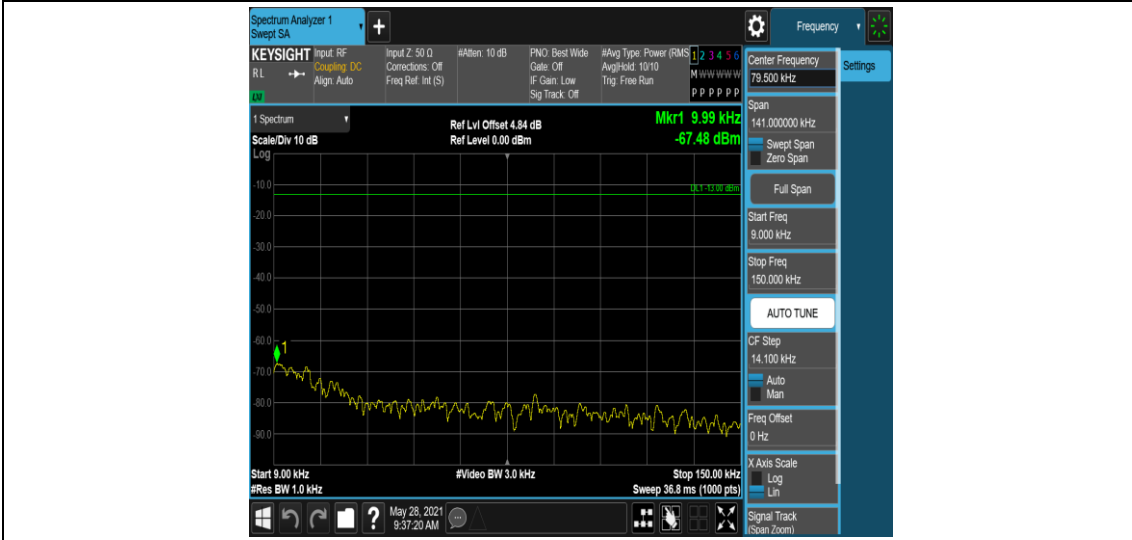 Spectrum Analyzer 1
Swept SA
Frequency
KEYSIGHT
Input: RF
Coupling: DC
Align: Auto
Input Z: 50 Ω
Corrections: Off
Freq Ref: Int (S)
#Atten: 10 dB
PNO: Best Wide
Gate: Off
IF Gain: Low
Sig Track: Off
#Avg Type: Power (RMS
Avg|Hold: 10/10
Trig: Free Run
1 2 3 4 5 6
M W W W W W
P P P P P P
R L
1 Spectrum
Scale/Div 10 dB
Log
Ref Lvl Offset 4.84 dB
Ref Level 0.00 dBm
Mkr1 9.99 kHz
-67.48 dBm
DL1 -13.00 dBm
-10.0
-20.0
-30.0
-40.0
-50.0
-60.0
1
-70.0
-80.0
-90.0
Start 9.00 kHz
#Res BW 1.0 kHz
#Video BW 3.0 kHz
Stop 150.00 kHz
Sweep 36.8 ms (1000 pts)
May 28, 2021
9:37:20 AM
Center Frequency
79.500 kHz
Settings
Span
141.000000 kHz
Swept Span
Zero Span
Full Span
Start Freq
9.000 kHz
Stop Freq
150.000 kHz
AUTO TUNE
CF Step
14.100 kHz
Auto
Man
Freq Offset
0 Hz
X Axis Scale
Log
Lin
Signal Track
(Span Zoom)